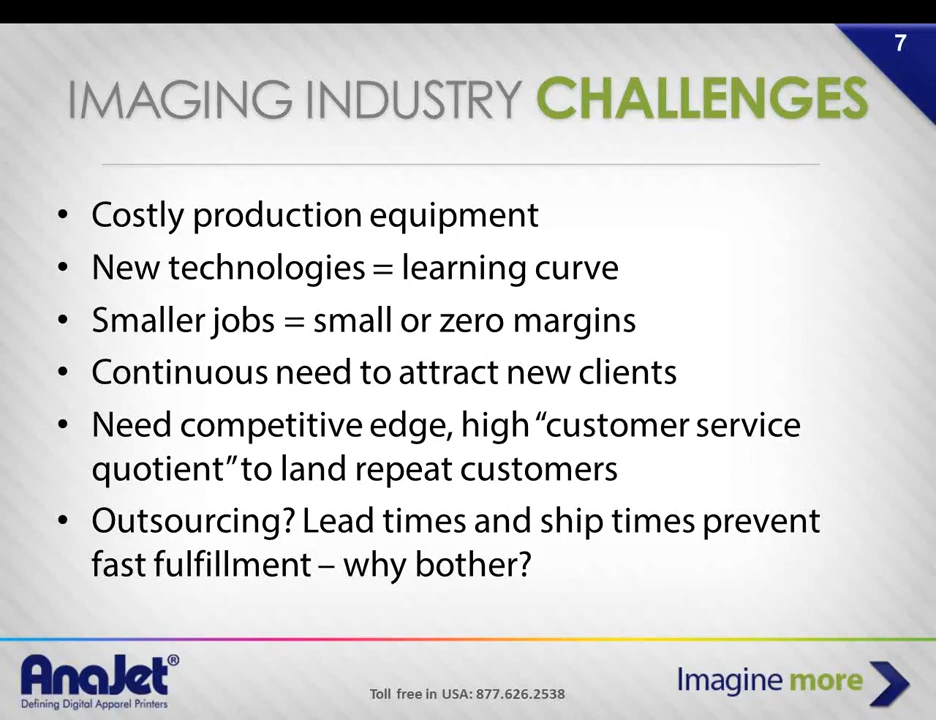 7
IMAGING INDUSTRY CHALLENGES
• Costly production equipment
• New technologies = learning curve
• Smaller jobs = small or zero margins
• Continuous need to attract new clients
• Need competitive edge, high “customer service
quotient” to land repeat customers
• Outsourcing? Lead times and ship times prevent
fast fulfillment – why bother?
AnaJet®
Defining Digital Apparel Printers
Toll free in USA: 877.626.2538
Imagine more